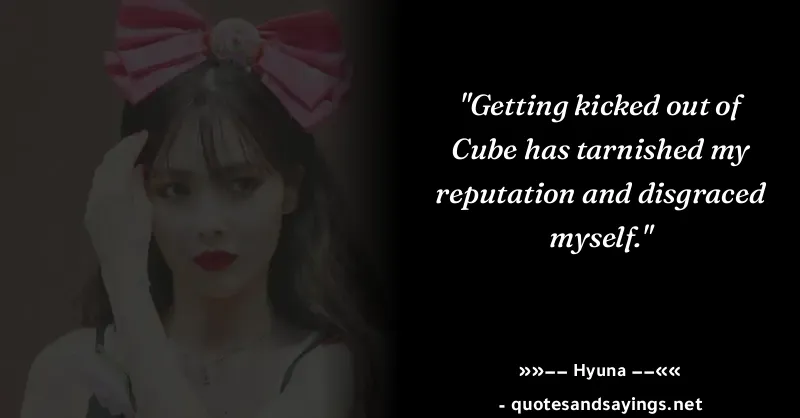 "Getting kicked out of
Cube has tarnished my
reputation and disgraced
myself."
»»−− Hyuna −−««
- quotesandsayings.net